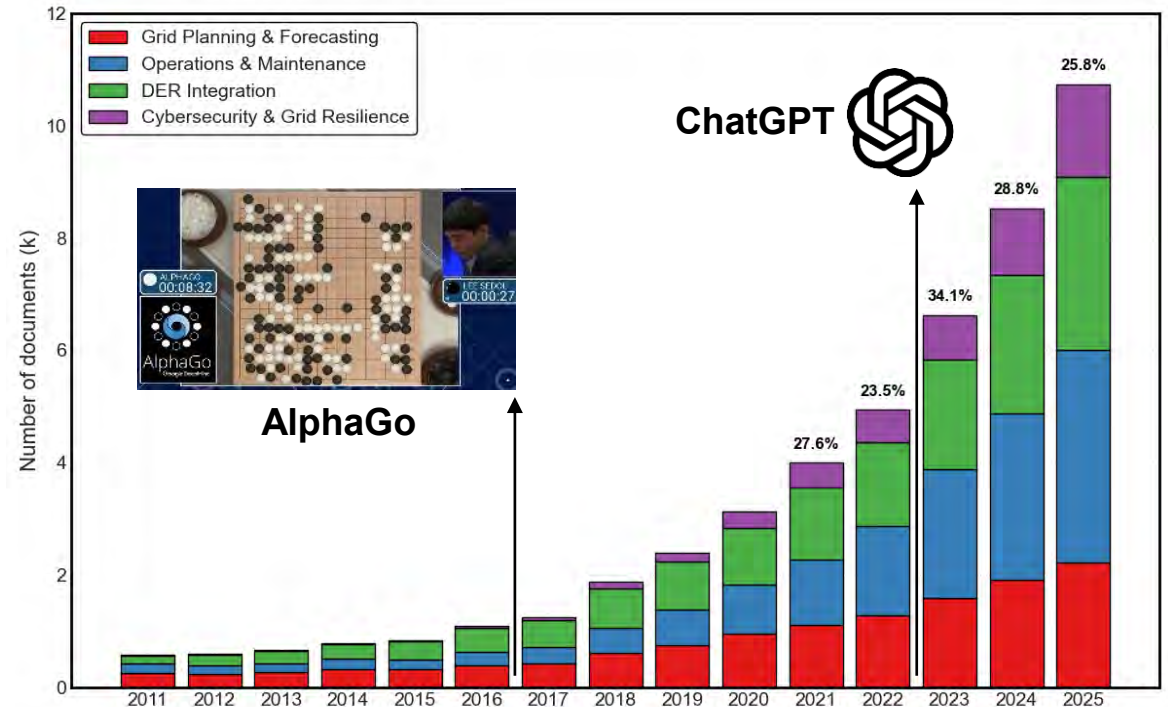 12
10
8
6
4
2
0
Number of documents (k)
Grid Planning & Forecasting
Operations & Maintenance
DER Integration
Cybersecurity & Grid Resilience
ChatGPT
25.8%
28.8%
34.1%
23.5%
27.6%
ALPHAGO
00:08:32
LEE SEDOL
00:00:27
AlphaGo
Google DeepMind
AlphaGo
2011 2012 2013 2014 2015 2016 2017 2018 2019 2020 2021 2022 2023 2024 2025